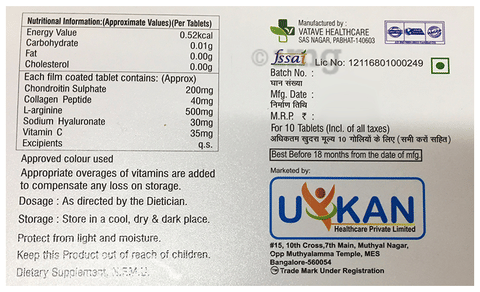 Nutritional Information:(Approximate Values)(Per Tablets)
Energy Value 0.52kcal
Carbohydrate 0.01g
Fat 0.00g
Cholesterol 0.00g
Each film coated tablet contains: (Approx)
Chondroitin Sulphate 200mg
Collagen Peptide 40mg
L-arginine 500mg
Sodium Hyaluronate 30mg
Vitamin C 35mg
Excipients q.s.
Approved colour used
Appropriate overages of vitamins are added
to compensate any loss on storage.
Dosage : As directed by the Dietician.
Storage : Store in a cool, dry & dark place.
Protect from light and moisture.
Keep this Product out of reach of children.
Dietary Supplement, N.F.M.U.
Manufactured by :
VATAVE HEALTHCARE
SAS NAGAR, PABHAT-140603
fssai Lic No: 12116801000249
Batch No. :
घान संख्या
Mfg. Date :
निर्माण तिथि
M.R.P. ₹ :
For 10 Tablets (Incl. of all taxes)
अधिकतम खुदरा मूल्य 10 गोलियों के लिए (सभी करों सहित)
Best Before 18 months from the date of mfg.
Marketed by:
UKAN
Healthcare Private Limited
#15, 10th Cross,7th Main, Muthyal Nagar,
Opp Muthyalamma Temple, MES
Bangalore-560054
Trade Mark Under Registration